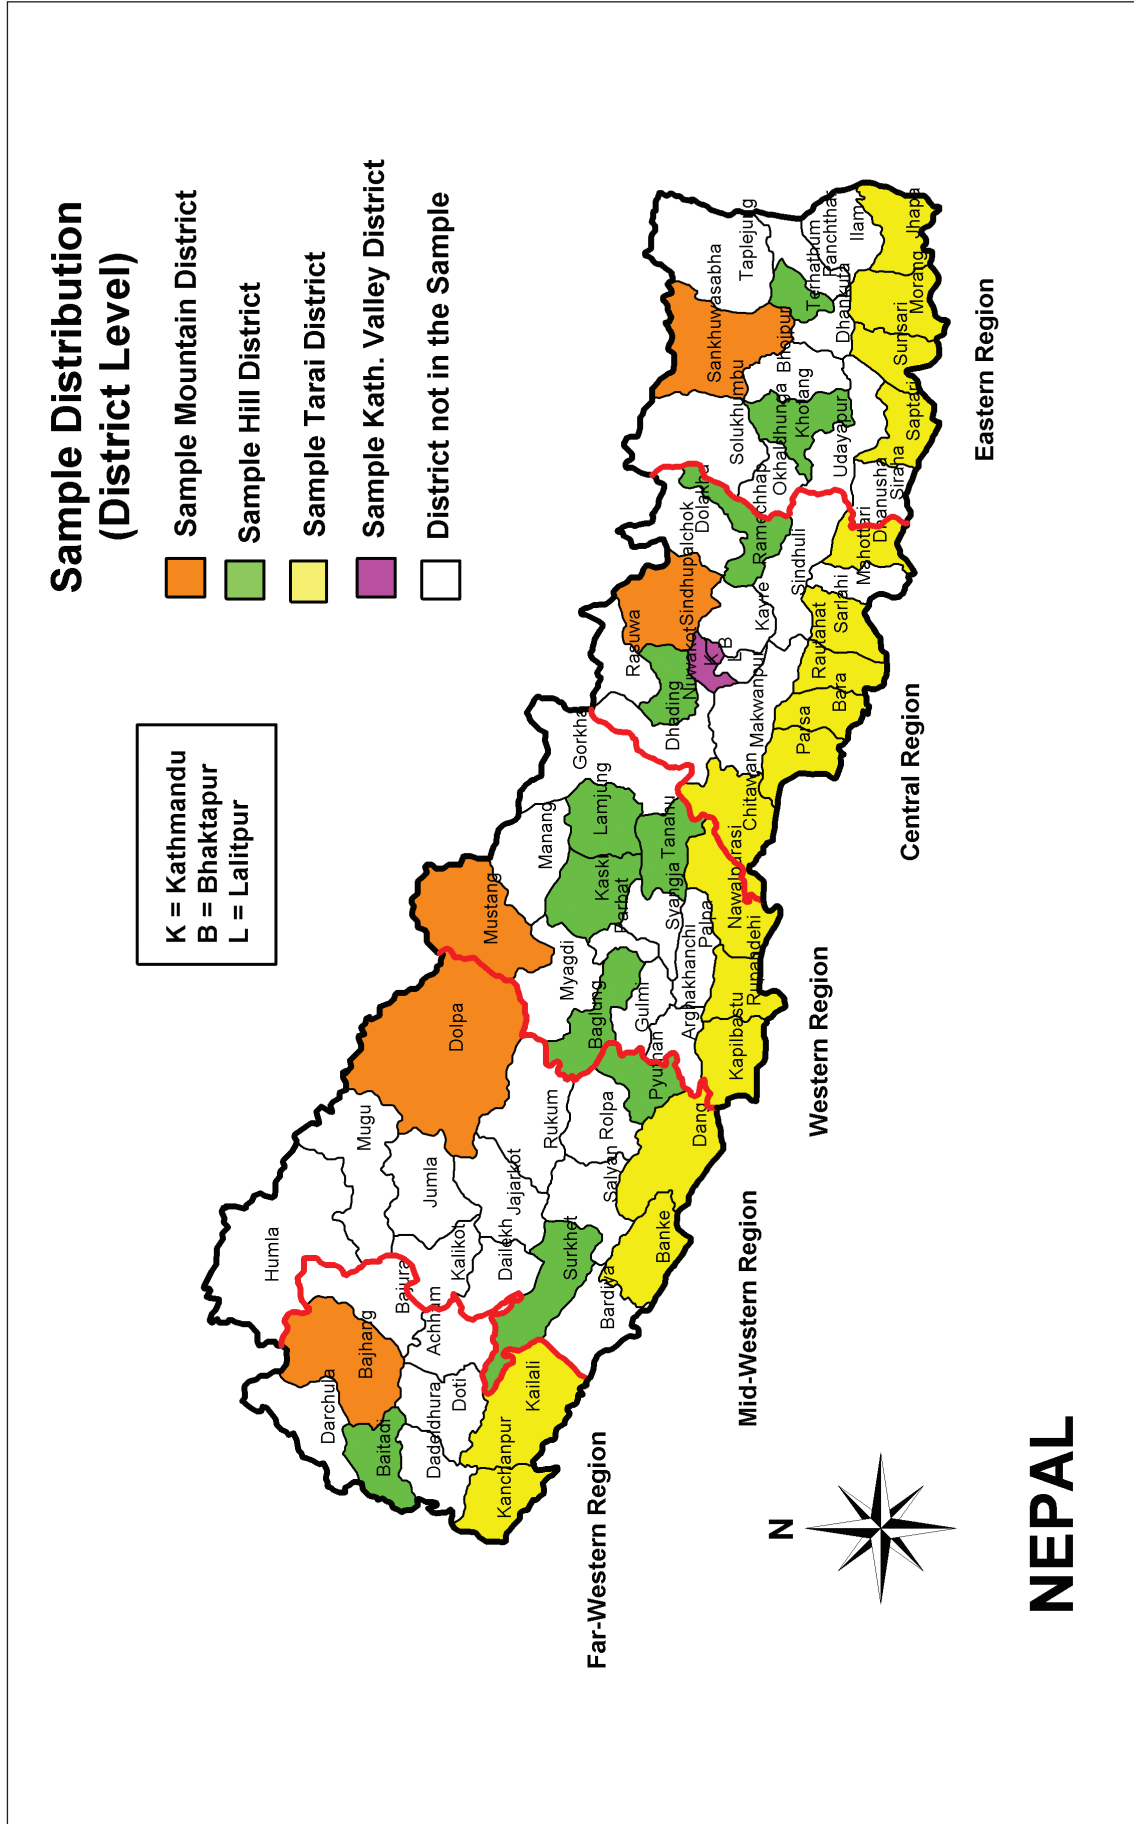 Sample Distribution
(District Level)
Sample Mountain District
Sample Hill District
Sample Tarai District
Sample Kath. Valley District
District not in the Sample
K = Kathmandu
B = Bhaktapur
L = Lalitpur
Humla
Darchula
Bajhang
Bajura
Mugu
Baitadi
Dadeldhura
Doti
Achham
Kalikot
Jumla
Dolpa
Kanchanpur
Kailali
Dailekh
Jajarkot
Surkhet
Rukum
Bardiya
Salyan
Rolpa
Banke
Dang
Pyuthan
Mustang
Manang
Myagdi
Baglung
Gulmi
Parbat
Kaski
Lamjung
Gorkha
Arghakhanchi
Palpa
Syangja
Tanahu
Kapilbastu
Rupandehi
Nawalparasi
Chitawan
Dhading
Rasuwa
Nuwakot
Sindhupalchok
Dolakha
K
B
L
Kavre
Makwanpur
Ramechhap
Sindhuli
Parsa
Bara
Rautahat
Sarlahi
Mahottari
Dhanusha
Siraha
Solukhumbu
Okhaldhunga
Khotang
Udayapur
Sankhuwasabha
Bhojpur
Taplejung
Terhathum
Panchthar
Dhankuta
Ilam
Saptari
Sunsari
Morang
Jhapa
Far-Western Region
Mid-Western Region
Western Region
Central Region
Eastern Region
N
NEPAL